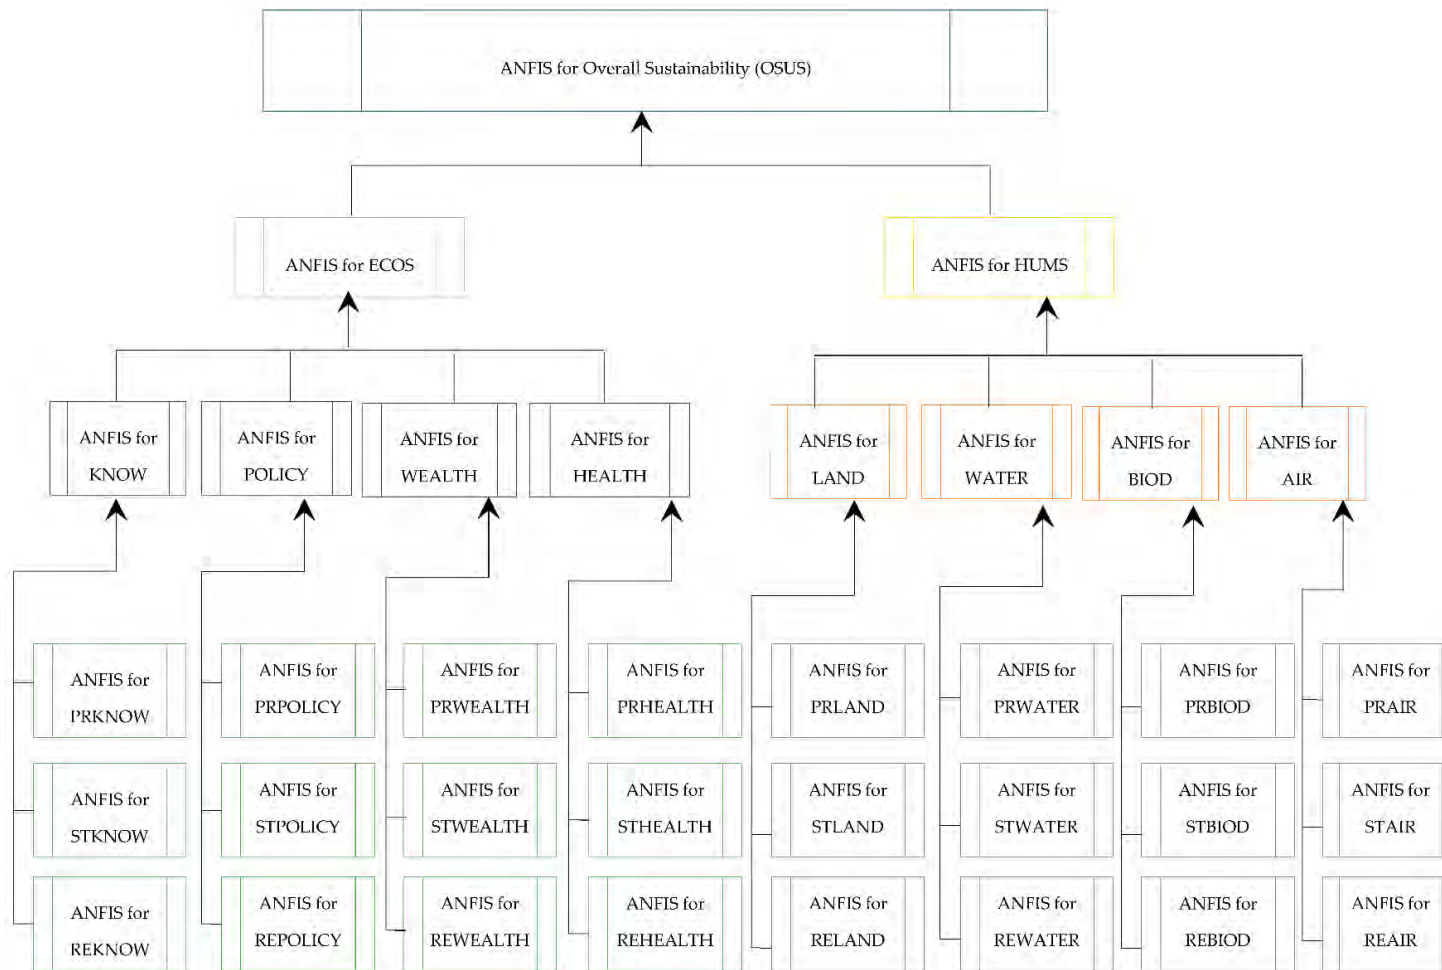 ANFIS for Overall Sustainability (OSUS)
ANFIS for ECOS
ANFIS for HUMS
ANFIS for
KNOW
ANFIS for
POLICY
ANFIS for
WEALTH
ANFIS for
HEALTH
ANFIS for
LAND
ANFIS for
WATER
ANFIS for
BIOD
ANFIS for
AIR
ANFIS for
PRKNOW
ANFIS for
PRPOLICY
ANFIS for
PRWEALTH
ANFIS for
PRHEALTH
ANFIS for
PRLAND
ANFIS for
PRWATER
ANFIS for
PRBIOD
ANFIS for
PRAIR
ANFIS for
STKNOW
ANFIS for
STPOLICY
ANFIS for
STWEALTH
ANFIS for
STHEALTH
ANFIS for
STLAND
ANFIS for
STWATER
ANFIS for
STBIOD
ANFIS for
STAIR
ANFIS for
REKNOW
ANFIS for
REPOLICY
ANFIS for
REWEALTH
ANFIS for
REHEALTH
ANFIS for
RELAND
ANFIS for
REWATER
ANFIS for
REBIOD
ANFIS for
REAIR